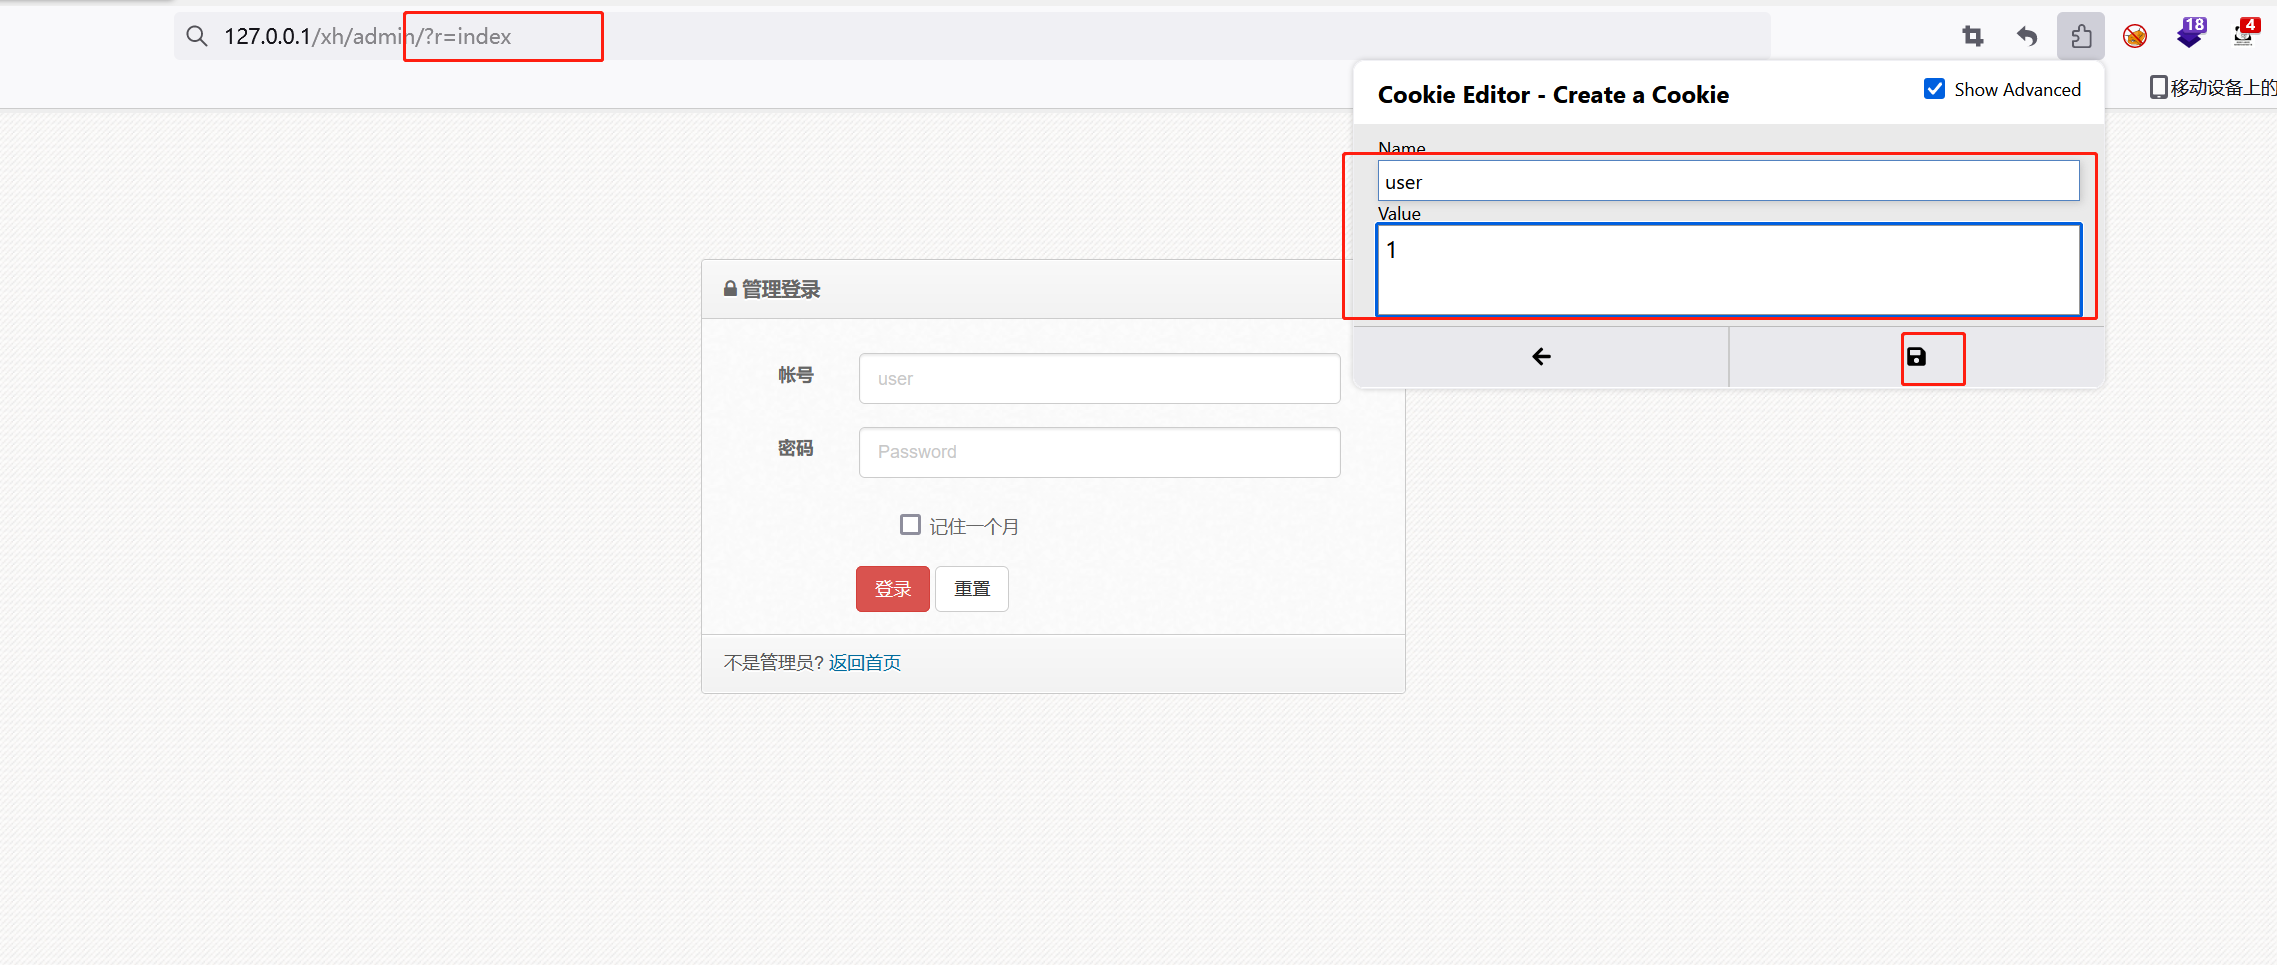 127.0.0.1/xh/admin/?r=index
18
4
移动设备上的
Cookie Editor - Create a Cookie
Show Advanced
Name
user
Value
1
管理登录
帐号
user
密码
Password
记住一个月
登录
重置
不是管理员? 返回首页